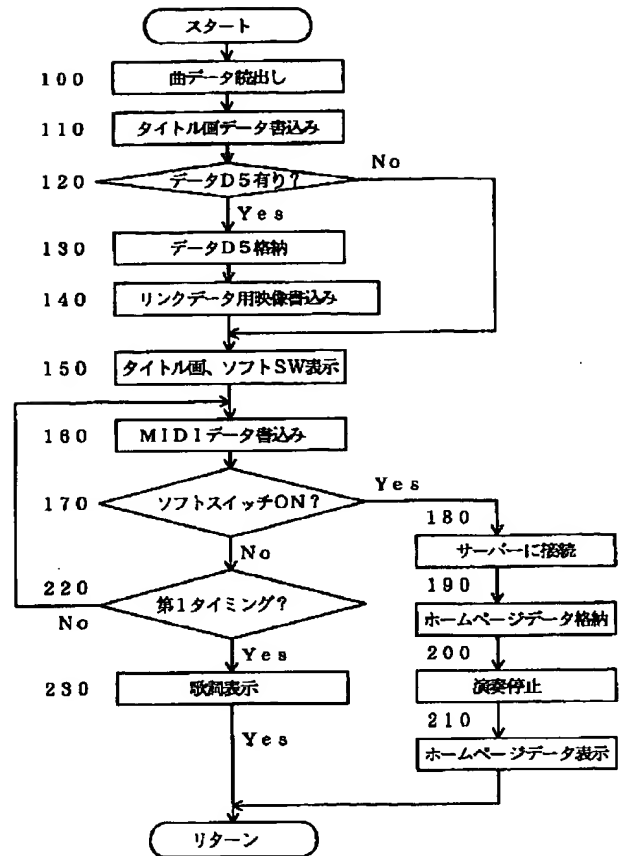 スタート
100 曲データ読出し
110 タイトル画データ書込み
120 データD5有り?
No
Yes
130 データD5格納
140 リンクデータ用映像書込み
150 タイトル画、ソフトSW表示
160 MIDIデータ書込み
170 ソフトスイッチON?
Yes
No
180
サーバーに接続
190
ホームページデータ格納
200
演奏停止
210
ホームページデータ表示
220 第1タイミング?
No
Yes
230 歌詞表示
Yes
リターン